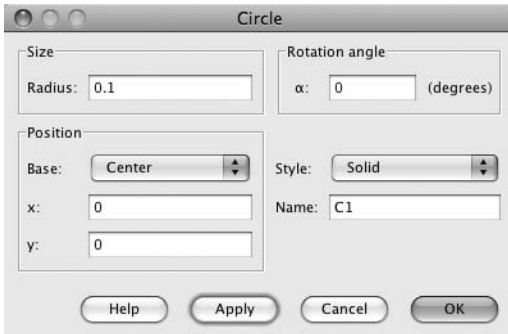 Circle
Size
Radius: 0.1
Rotation angle
α: 0 (degrees)
Position
Base: Center
x: 0
y: 0
Style: Solid
Name: C1
Help Apply Cancel OK